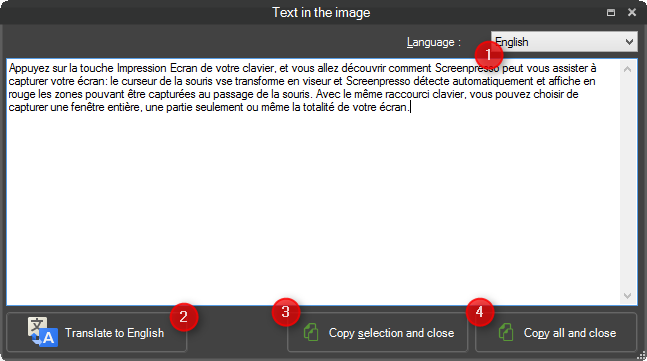 Text in the image
Language :
English
1
Appuyez sur la touche Impression Ecran de votre clavier, et vous allez découvrir comment Screenpresso peut vous assister à
capturer votre écran: le curseur de la souris vse transforme en viseur et Screenpresso détecte automatiquement et affiche en
rouge les zones pouvant être capturées au passage de la souris. Avec le même raccourci clavier, vous pouvez choisir de
capturer une fenêtre entière, une partie seulement ou même la totalité de votre écran.
2
3
4
文
A
Translate to English
Copy selection and close
Copy all and close